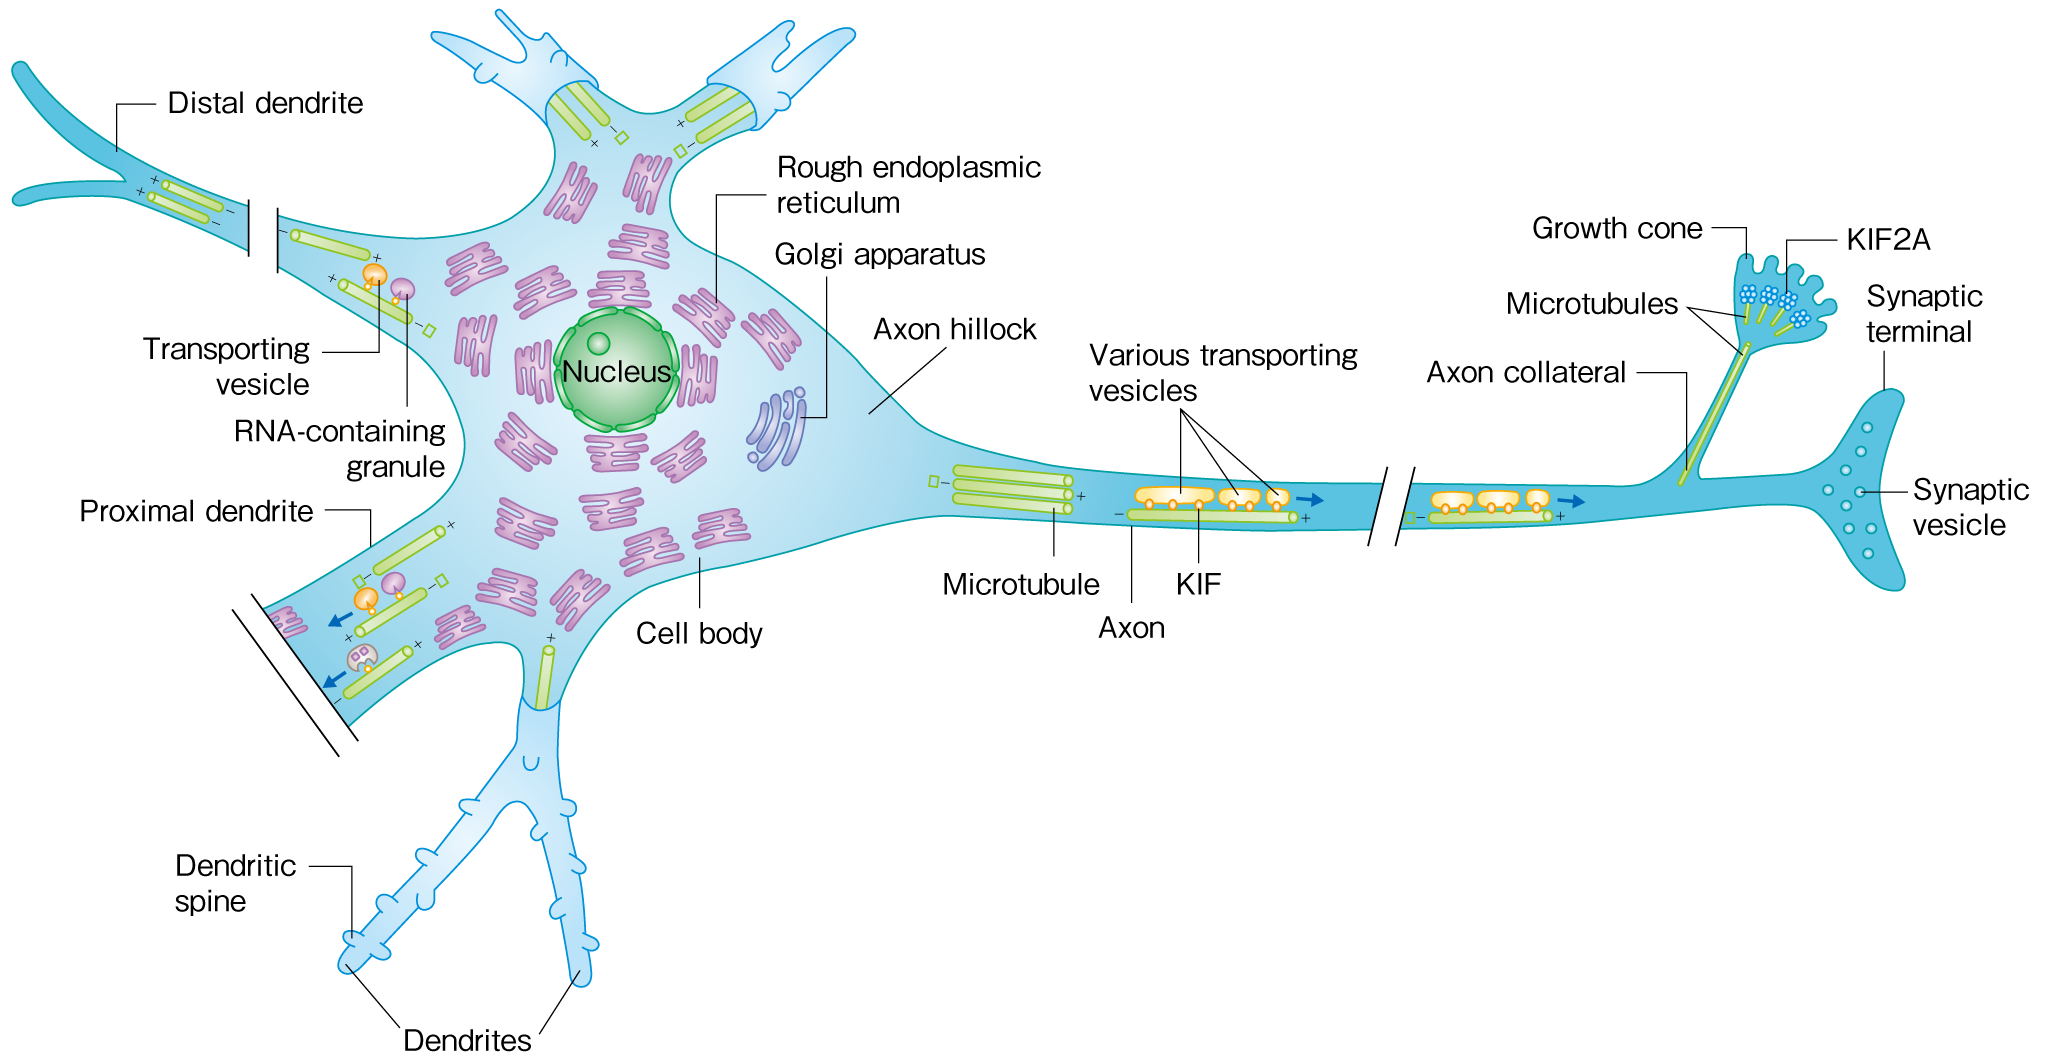 Distal dendrite
Rough endoplasmic
reticulum
Golgi apparatus
Nucleus
Axon hillock
Transporting
vesicle
RNA-containing
granule
Proximal dendrite
Various transporting
vesicles
Growth cone
KIF2A
Microtubules
Synaptic
terminal
Axon collateral
Synaptic
vesicle
Microtubule
KIF
Axon
Cell body
Dendritic
spine
Dendrites